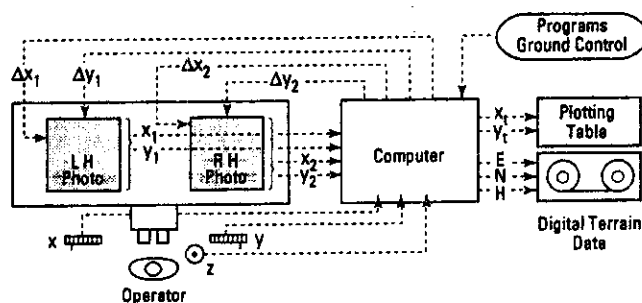 Programs
Ground Control
Δx1
Δy1
Δx2
Δy2
LH
Photo
RH
Photo
x1
y1
x2
y2
Computer
xt
yt
Plotting
Table
E
N
H
Digital Terrain
Data
x
y
z
Operator